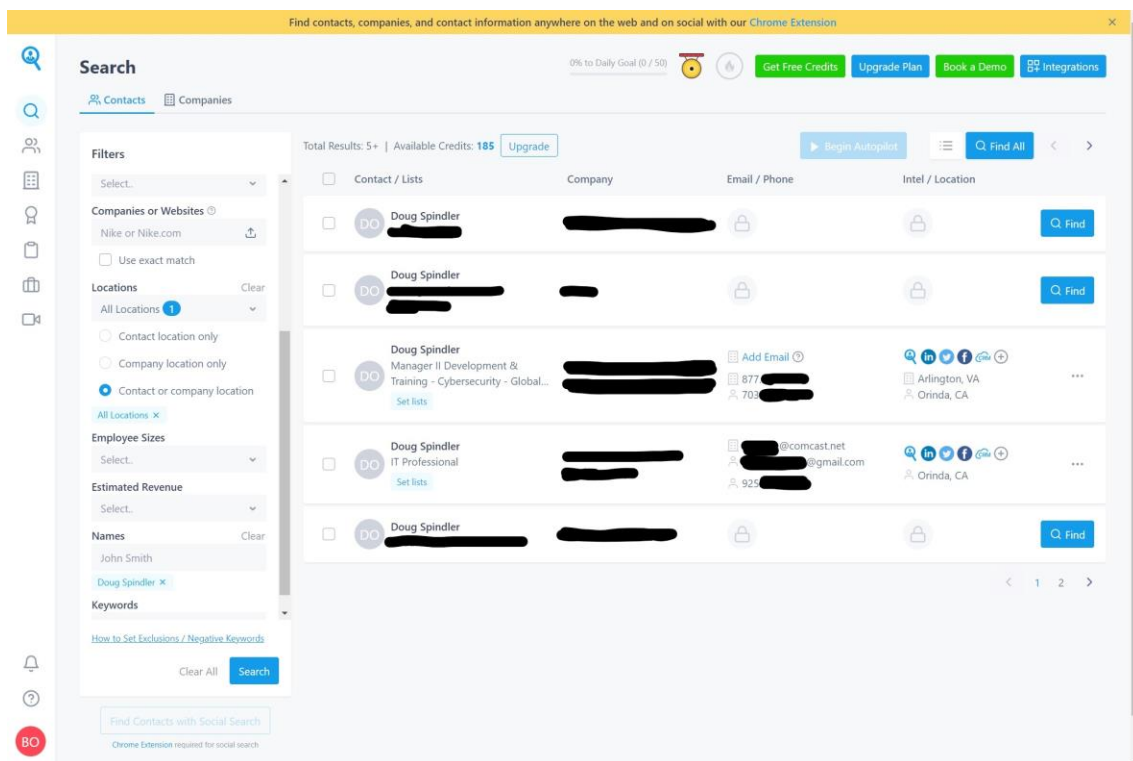 Find contacts, companies, and contact information anywhere on the web and on social with our Chrome Extension
Search
0% to Daily Goal (0 / 50)
Get Free Credits
Upgrade Plan
Book a Demo
Integrations
Contacts
Companies
Filters
Select..
Companies or Websites
Nike or Nike.com
Use exact match
Locations Clear
All Locations 1
Contact location only
Company location only
Contact or company location
All Locations ×
Employee Sizes
Select..
Estimated Revenue
Select..
Names Clear
John Smith
Doug Spindler ×
Keywords
How to Set Exclusions / Negative Keywords
Clear All Search
Find Contacts with Social Search
Chrome Extension required for social search
BO
Total Results: 5+ | Available Credits: 185 Upgrade
Begin Autopilot
Find All
Contact / Lists Company Email / Phone Intel / Location
DO Doug Spindler
Find
DO Doug Spindler
Find
DO Doug Spindler
Manager II Development &
Training - Cybersecurity - Global...
Set lists
Add Email
877
703
Arlington, VA
Orinda, CA
DO Doug Spindler
IT Professional
Set lists
@comcast.net
@gmail.com
925
Orinda, CA
DO Doug Spindler
Find
< 1 2 >